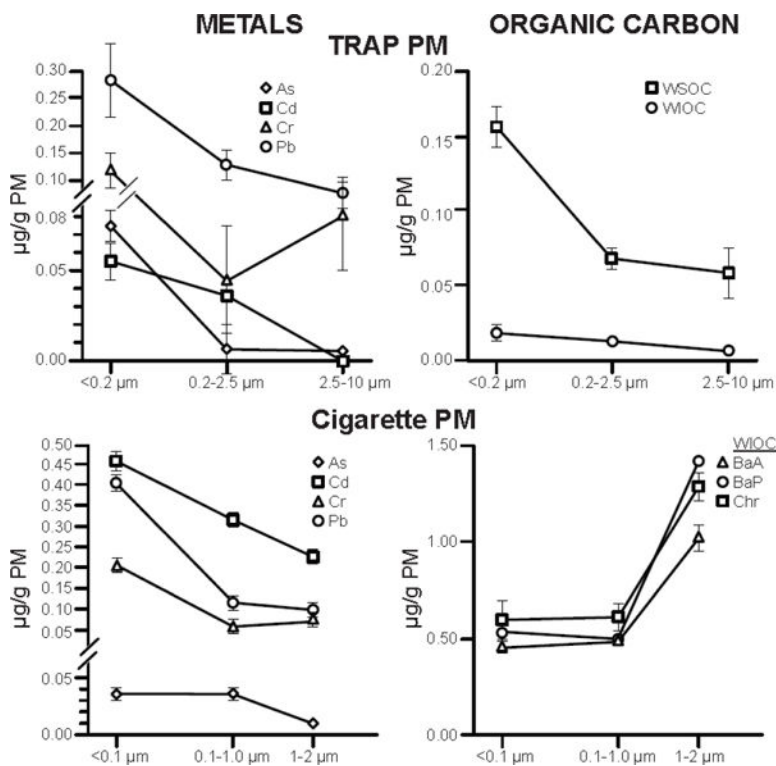 METALS
ORGANIC CARBON
TRAP PM
µg/g PM
µg/g PM
0.30
0.25
0.20
0.15
0.10
0.08
0.05
0.00
As
Cd
Cr
Pb
<0.2 µm
0.2-2.5 µm
2.5-10 µm
µg/g PM
0.20
0.15
0.10
0.05
0.00
WSOC
WIOC
<0.2 µm
0.2-2.5 µm
2.5-10 µm
Cigarette PM
µg/g PM
0.50
0.45
0.40
0.35
0.30
0.25
0.20
0.15
0.10
0.05
0.05
0.00
As
Cd
Cr
Pb
<0.1 µm
0.1-1.0 µm
1-2 µm
µg/g PM
1.50
1.00
0.50
0.00
WIOC
BaA
BaP
Chr
<0.1 µm
0.1-1.0 µm
1-2 µm